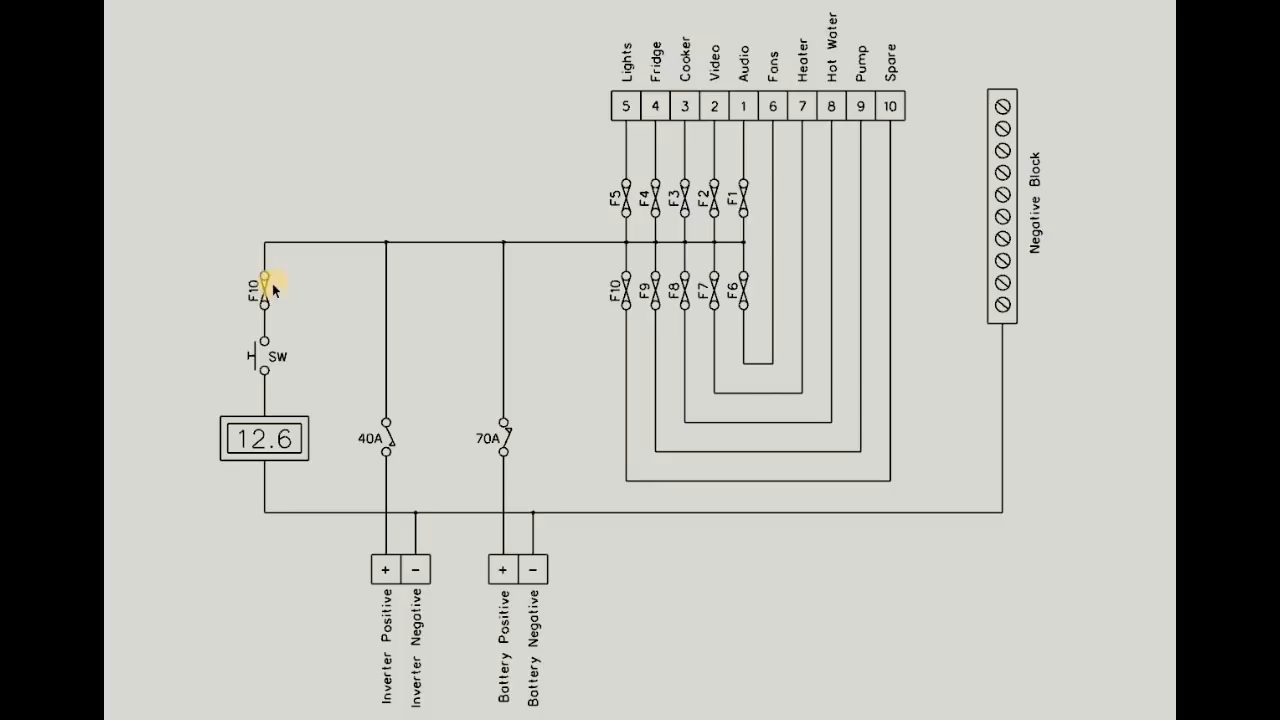 Lights
Fridge
Cooker
Video
Audio
Fans
Heater
Hot Water
Pump
Spare
5 4 3 2 1 6 7 8 9 10
F5 F4 F3 F2 F1
Negative Block
F10
F10 F9 F8 F7 F6
SW
12.6
40A
70A
+ - + -
Inverter Positive
Inverter Negative
Battery Positive
Battery Negative